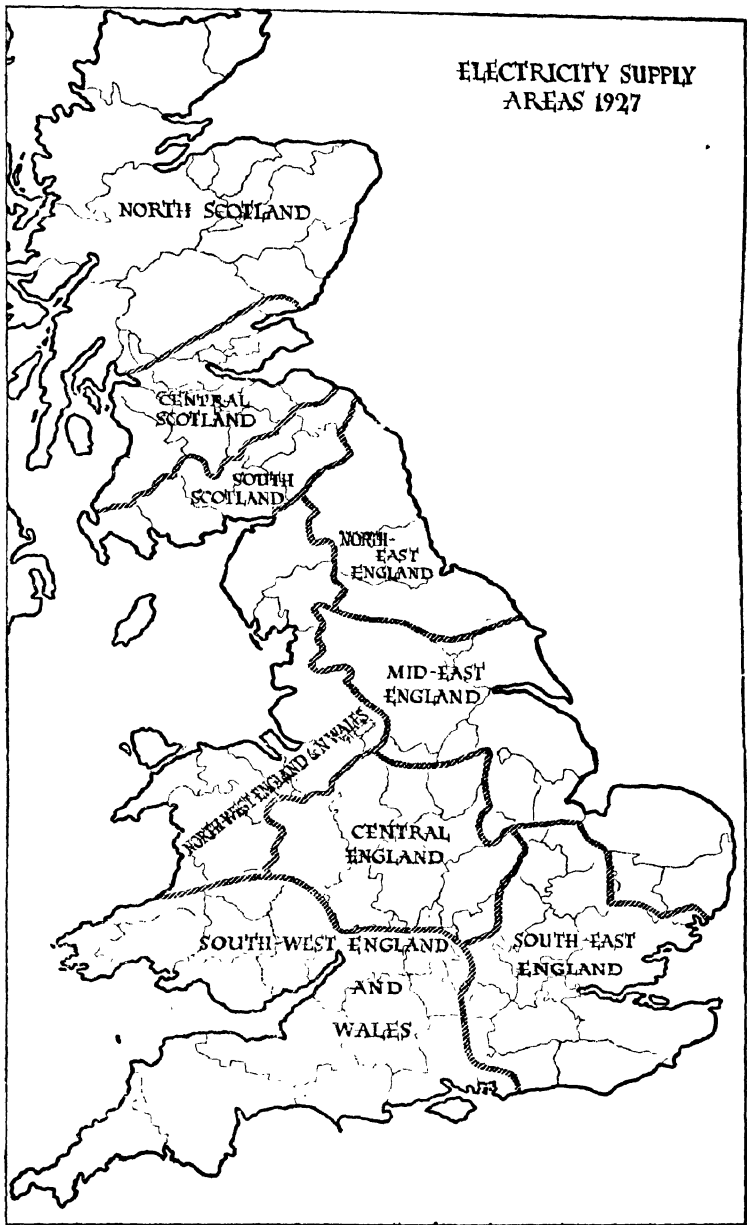 ELECTRICITY SUPPLY
AREAS 1927
NORTH SCOTLAND
CENTRAL
SCOTLAND
SOUTH
SCOTLAND
NORTH-
EAST
ENGLAND
MID-EAST
ENGLAND
NORTH-WEST ENGLAND & N WALES
CENTRAL
ENGLAND
SOUTH-WEST ENGLAND
AND
WALES
SOUTH-EAST
ENGLAND